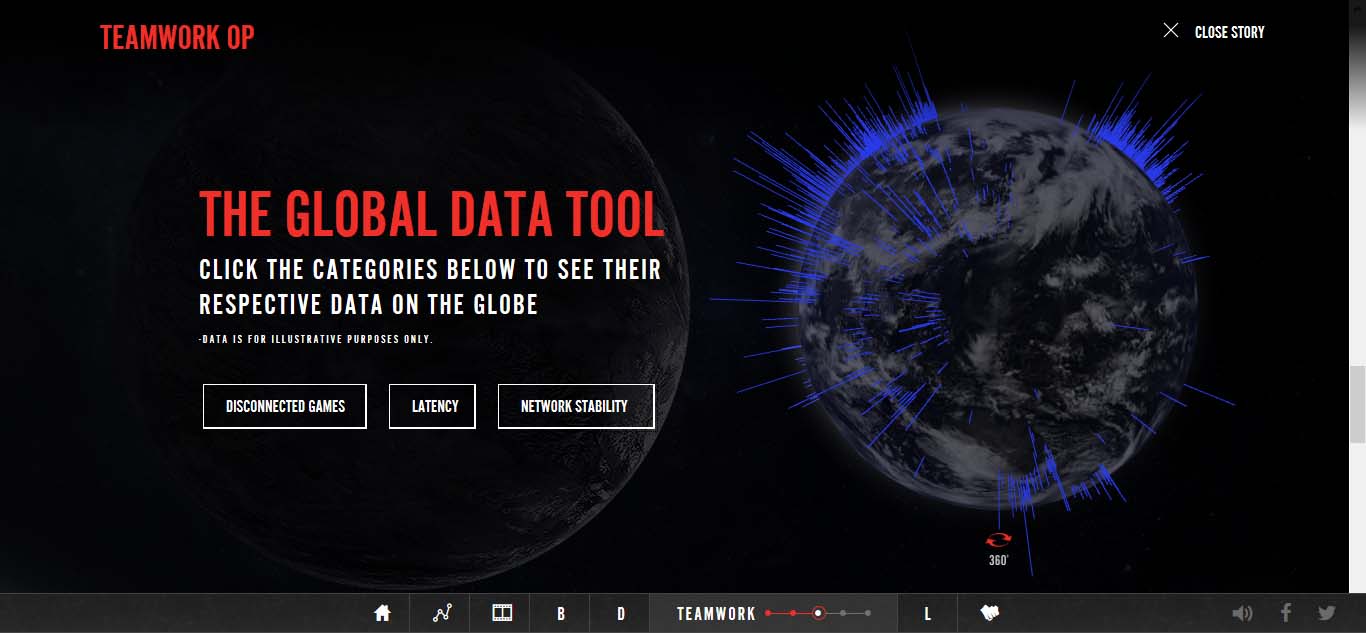 TEAMWORK OP
CLOSE STORY
THE GLOBAL DATA TOOL
CLICK THE CATEGORIES BELOW TO SEE THEIR
RESPECTIVE DATA ON THE GLOBE
-DATA IS FOR ILLUSTRATIVE PURPOSES ONLY.
DISCONNECTED GAMES
LATENCY
NETWORK STABILITY
360°
B
D
TEAMWORK
L